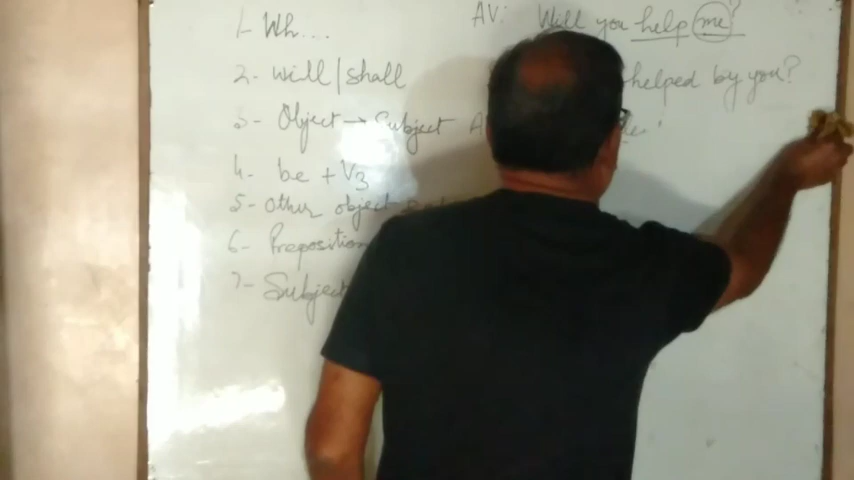 1- Wh...
AV: Will you help me?
2- will/shall
helped by you?
3- Object → Subject A
4- be + V3
5- Other object
6- Preposition
7- Subject